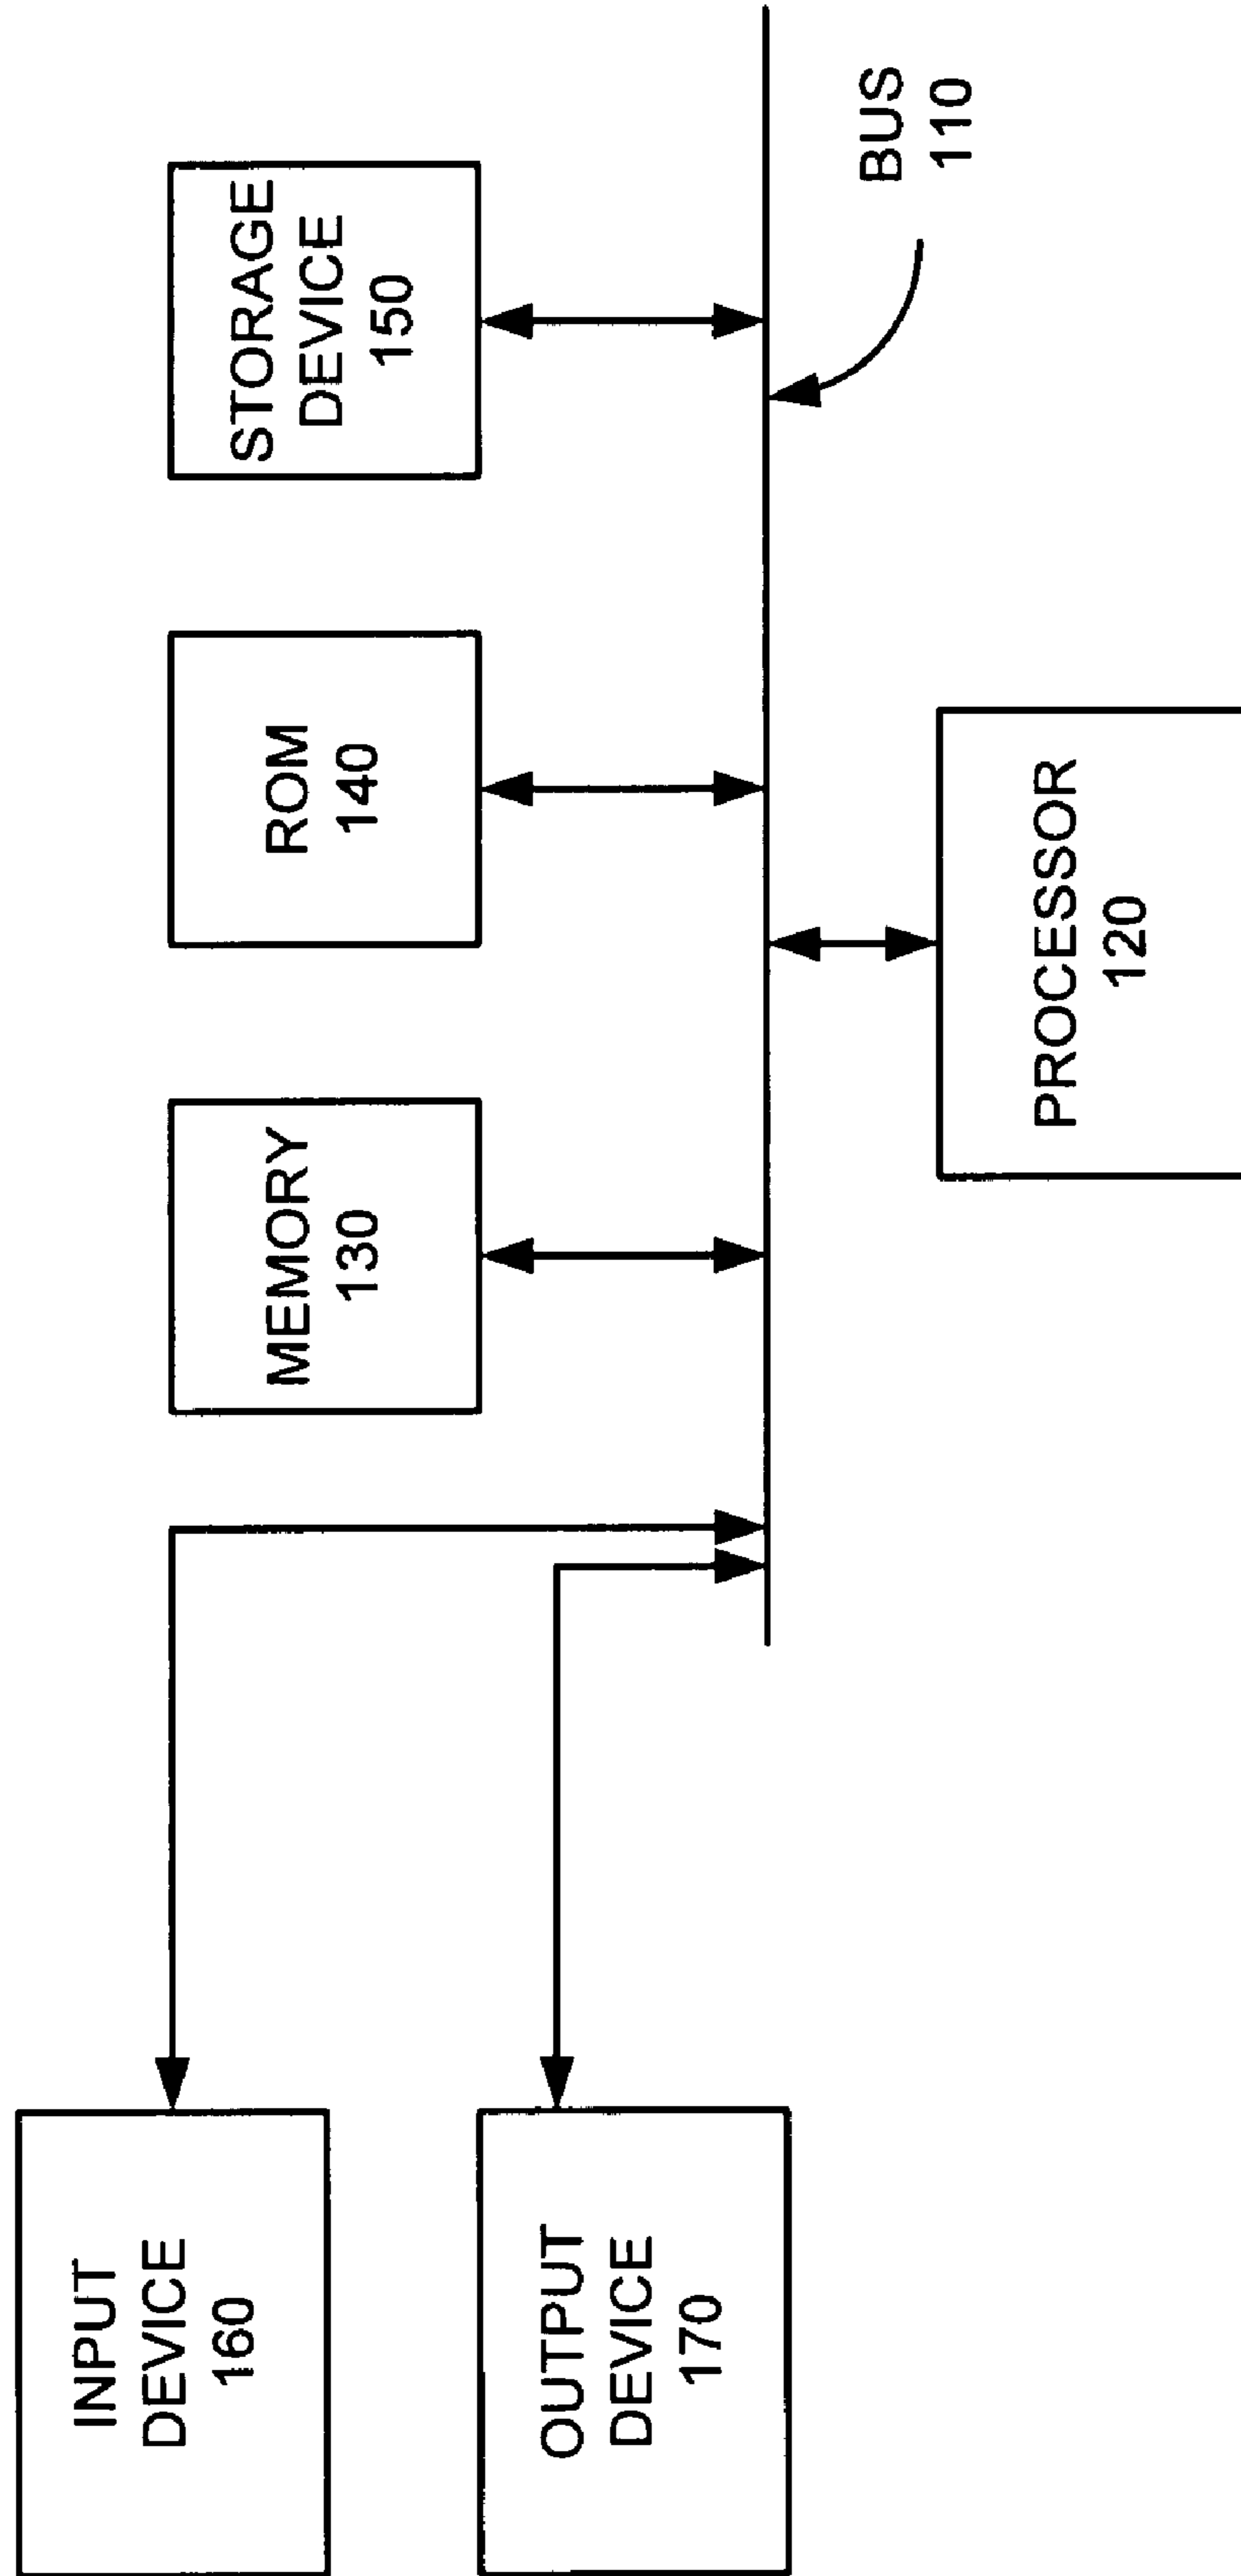 INPUT
DEVICE
160
MEMORY
130
ROM
140
STORAGE
DEVICE
150
OUTPUT
DEVICE
170
BUS
110
PROCESSOR
120